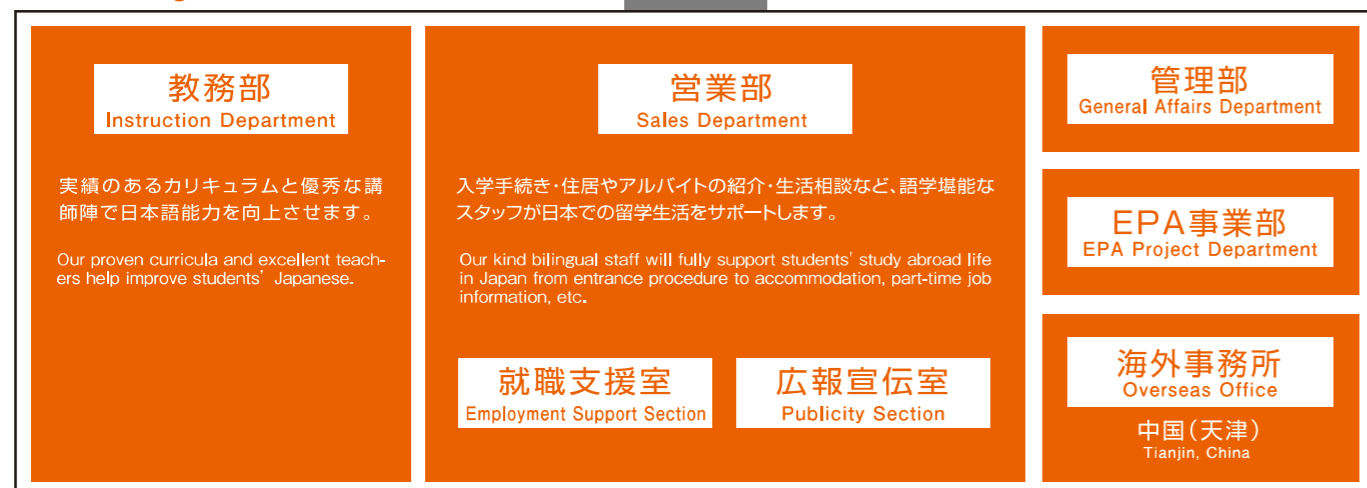 教務部
Instruction Department
実績のあるカリキュラムと優秀な講
師陣で日本語能力を向上させます。
Our proven curricula and excellent teach-
ers help improve students' Japanese.
営業部
Sales Department
入学手続き・住居やアルバイトの紹介・生活相談など、語学堪能な
スタッフが日本での留学生活をサポートします。
Our kind bilingual staff will fully support students' study abroad life
in Japan from entrance procedure to accommodation, part-time job
information, etc.
就職支援室
Employment Support Section
広報宣伝室
Publicity Section
管理部
General Affairs Department
EPA事業部
EPA Project Department
海外事務所
Overseas Office
中国（天津）
Tianjin, China